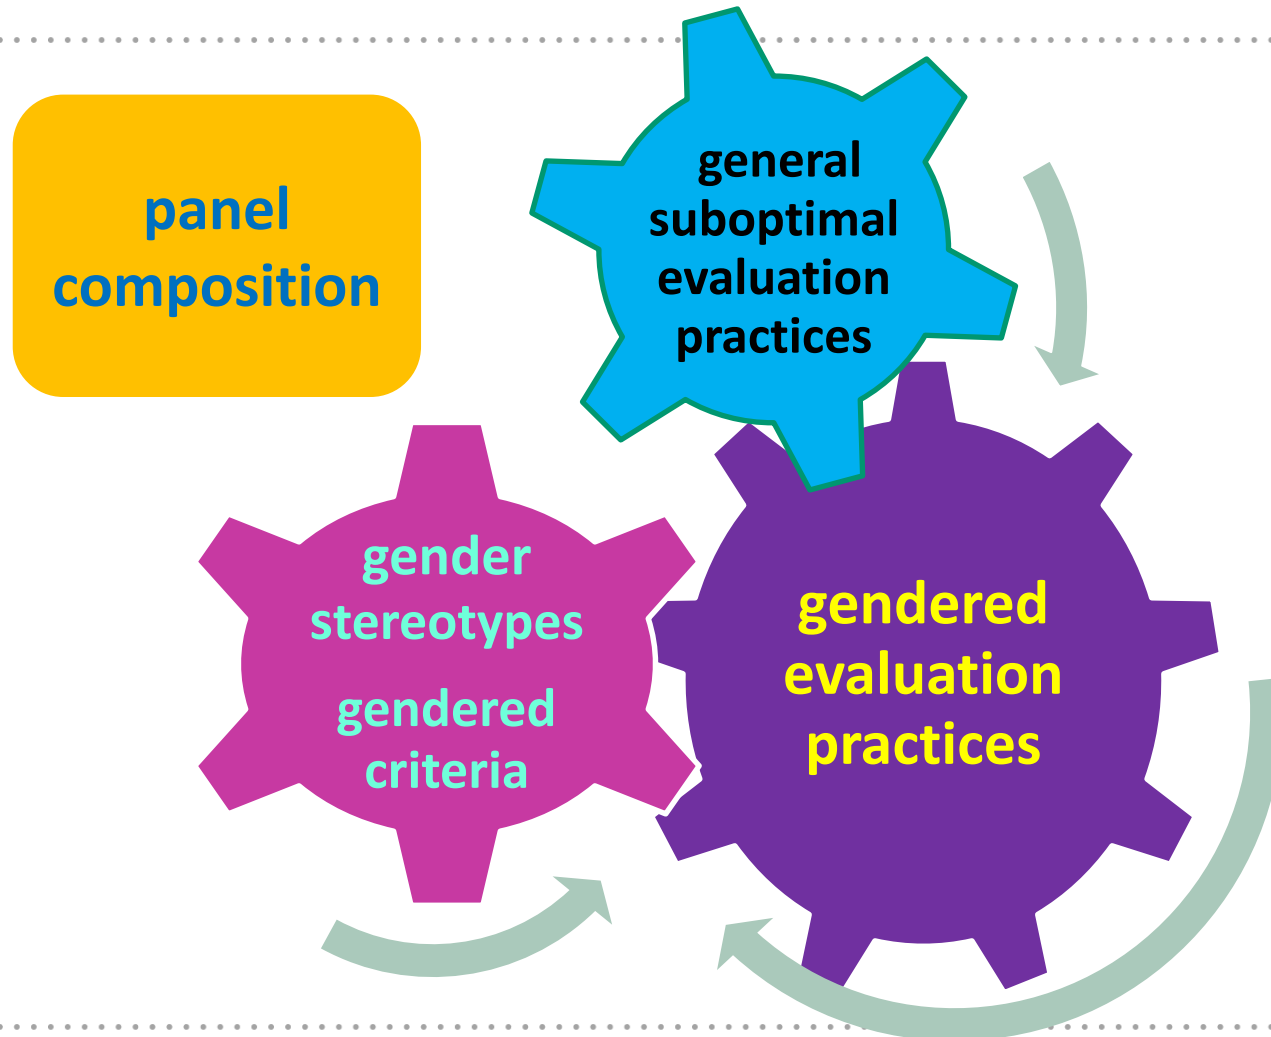 panel
composition
general
suboptimal
evaluation
practices
gender
stereotypes
gendered
criteria
gendered
evaluation
practices